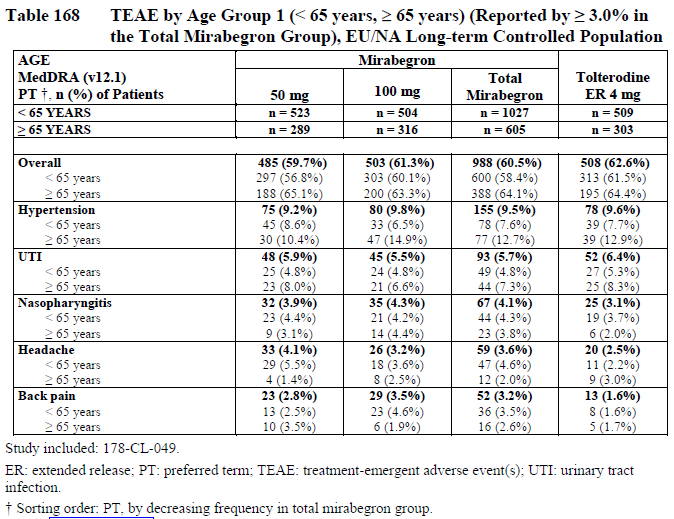 Table 168 TEAE by Age Group 1 (< 65 years, ≥ 65 years) (Reported by ≥ 3.0% in
the Total Mirabegron Group), EU/NA Long-term Controlled Population
AGE Mirabegron
MedDRA (v12.1) Total Tolterodine
PT †, n (%) of Patients 50 mg 100 mg Mirabegron ER 4 mg
< 65 YEARS n = 523 n = 504 n = 1027 n = 509
≥ 65 YEARS n = 289 n = 316 n = 605 n = 303
Overall 485 (59.7%) 503 (61.3%) 988 (60.5%) 508 (62.6%)
< 65 years 297 (56.8%) 303 (60.1%) 600 (58.4%) 313 (61.5%)
≥ 65 years 188 (65.1%) 200 (63.3%) 388 (64.1%) 195 (64.4%)
Hypertension 75 (9.2%) 80 (9.8%) 155 (9.5%) 78 (9.6%)
< 65 years 45 (8.6%) 33 (6.5%) 78 (7.6%) 39 (7.7%)
≥ 65 years 30 (10.4%) 47 (14.9%) 77 (12.7%) 39 (12.9%)
UTI 48 (5.9%) 45 (5.5%) 93 (5.7%) 52 (6.4%)
< 65 years 25 (4.8%) 24 (4.8%) 49 (4.8%) 27 (5.3%)
≥ 65 years 23 (8.0%) 21 (6.6%) 44 (7.3%) 25 (8.3%)
Nasopharyngitis 32 (3.9%) 35 (4.3%) 67 (4.1%) 25 (3.1%)
< 65 years 23 (4.4%) 21 (4.2%) 44 (4.3%) 19 (3.7%)
≥ 65 years 9 (3.1%) 14 (4.4%) 23 (3.8%) 6 (2.0%)
Headache 33 (4.1%) 26 (3.2%) 59 (3.6%) 20 (2.5%)
< 65 years 29 (5.5%) 18 (3.6%) 47 (4.6%) 11 (2.2%)
≥ 65 years 4 (1.4%) 8 (2.5%) 12 (2.0%) 9 (3.0%)
Back pain 23 (2.8%) 29 (3.5%) 52 (3.2%) 13 (1.6%)
< 65 years 13 (2.5%) 23 (4.6%) 36 (3.5%) 8 (1.6%)
≥ 65 years 10 (3.5%) 6 (1.9%) 16 (2.6%) 5 (1.7%)
Study included: 178-CL-049.
ER: extended release; PT: preferred term; TEAE: treatment-emergent adverse event(s); UTI: urinary tract
infection.
† Sorting order: PT, by decreasing frequency in total mirabegron group.